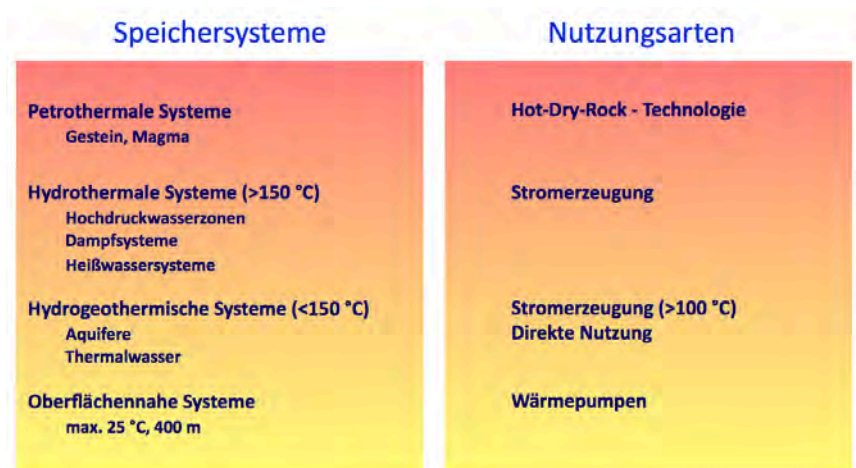 Speichersysteme
Petrothermale Systeme
Gestein, Magma
Hydrothermale Systeme (>150 °C)
Hochdruckwasserzonen
Dampfsysteme
Heißwassersysteme
Hydrogeothermische Systeme (<150 °C)
Aquifere
Thermalwasser
Oberflächennahe Systeme
max. 25 °C, 400 m
Nutzungsarten
Hot-Dry-Rock - Technologie
Stromerzeugung
Stromerzeugung (>100 °C)
Direkte Nutzung
Wärmepumpen